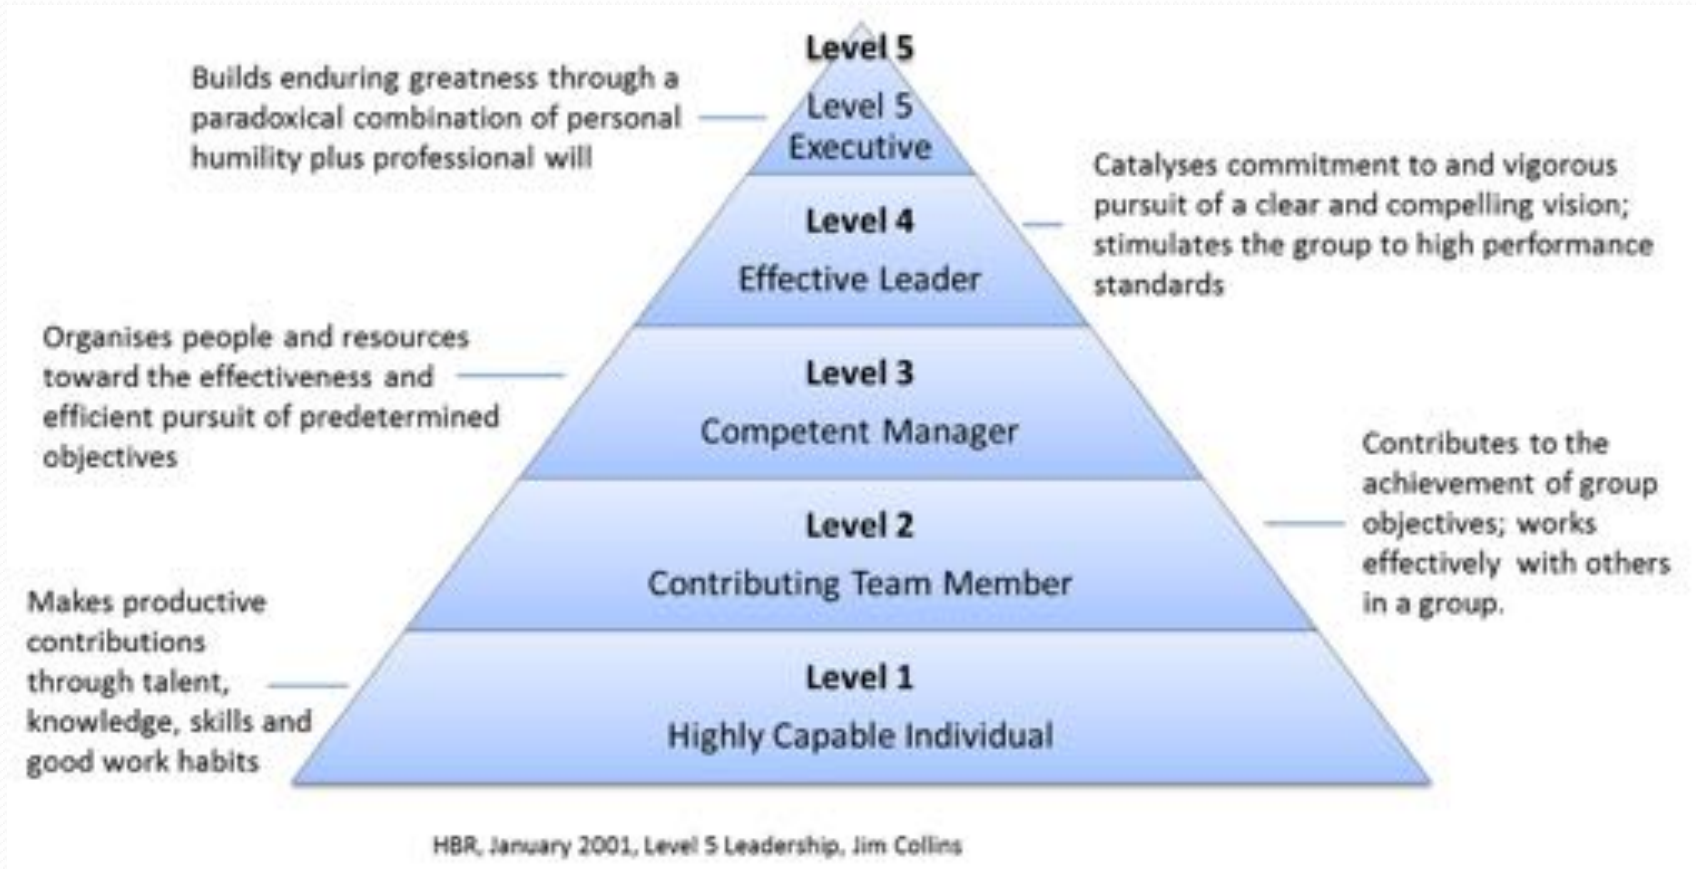 Level 5
Level 5
Executive
Builds enduring greatness through a
paradoxical combination of personal
humility plus professional will
Level 4
Effective Leader
Catalyses commitment to and vigorous
pursuit of a clear and compelling vision;
stimulates the group to high performance
standards
Level 3
Competent Manager
Organises people and resources
toward the effectiveness and
efficient pursuit of predetermined
objectives
Level 2
Contributing Team Member
Contributes to the
achievement of group
objectives; works
effectively with others
in a group.
Level 1
Highly Capable Individual
Makes productive
contributions
through talent,
knowledge, skills and
good work habits
HBR, January 2001, Level 5 Leadership, Jim Collins